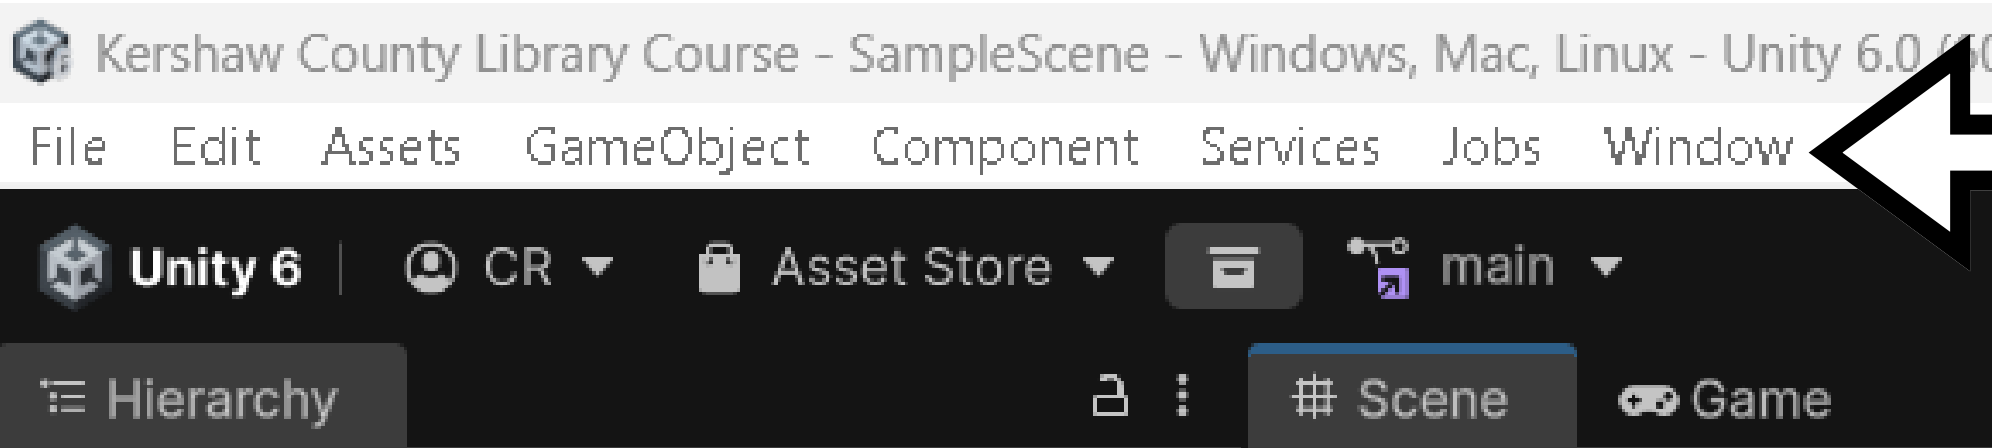 Kershaw County Library Course - SampleScene - Windows, Mac, Linux - Unity 6.0
File Edit Assets GameObject Component Services Jobs Window
Unity 6 CR Asset Store main
Hierarchy Scene Game